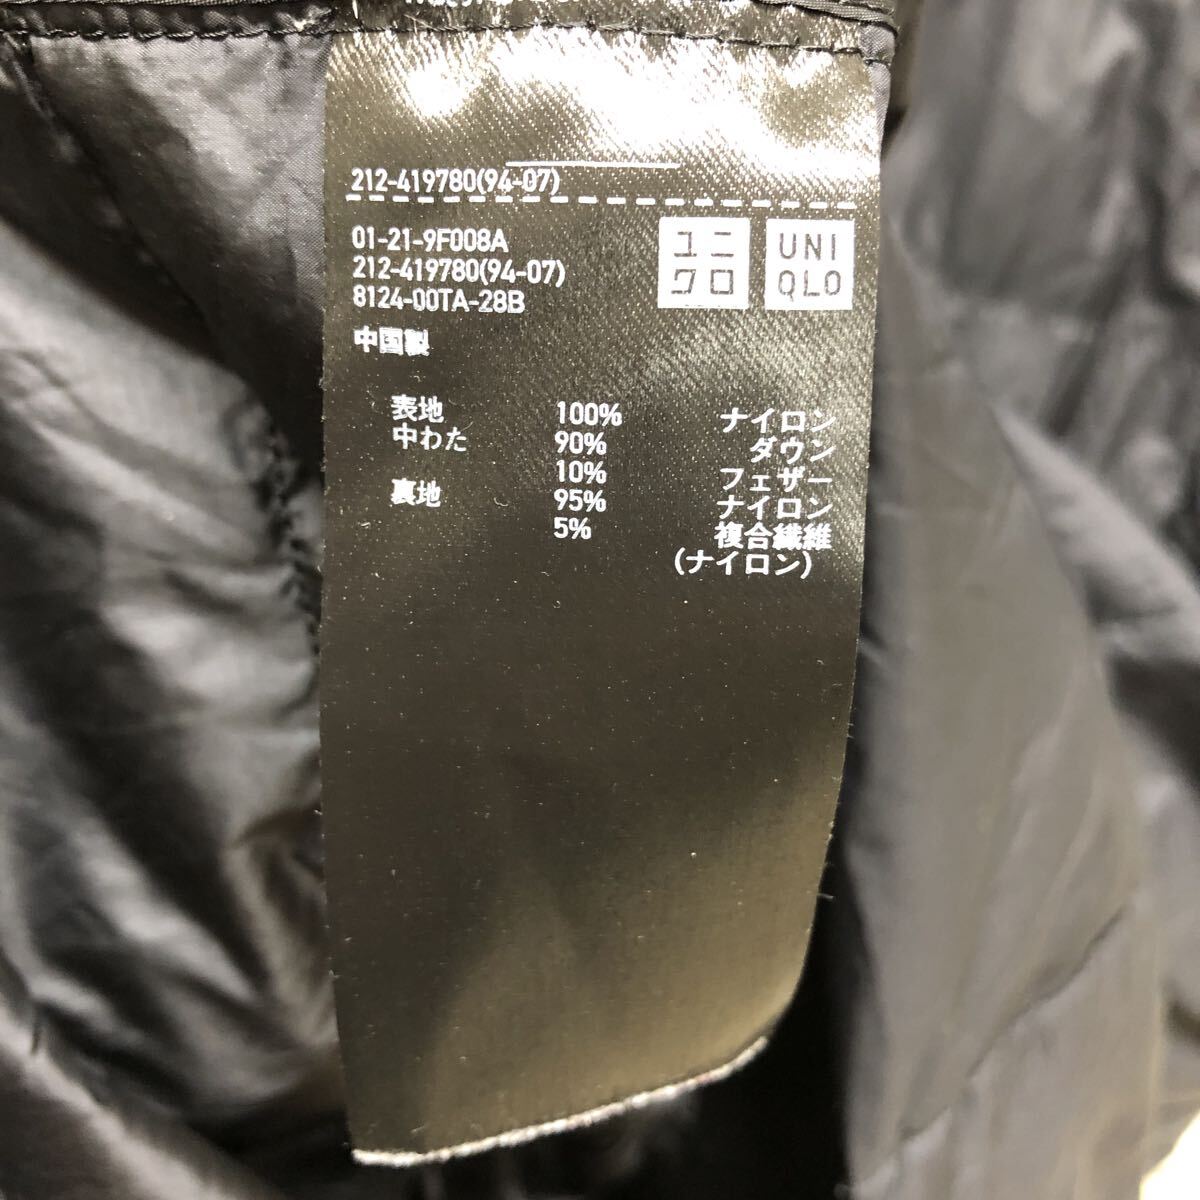 212-419780(94-07)
01-21-9F008A
212-419780(94-07)
8124-00TA-28B
中国製
ユニ
クロ
UNI
QLO
表地 100% ナイロン
中わた 90% ダウン
10% フェザー
裏地 95% ナイロン
5% 複合繊維
(ナイロン)